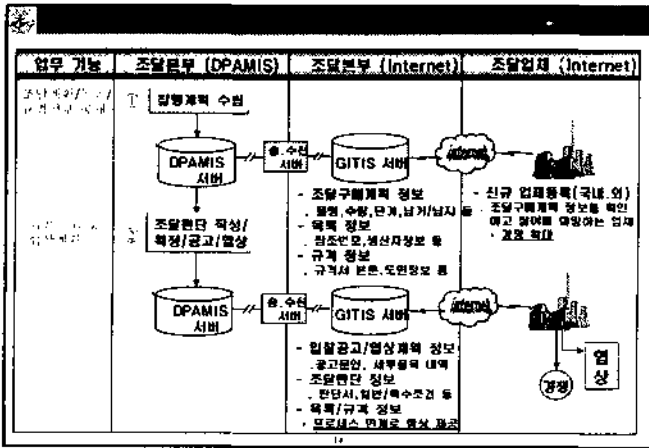 업무 기능
조달본부 (DPAMIS)
조달본부 (Internet)
조달업체 (Internet)
집행계획 수립
DPAMIS
서버
송.수신
서버
GITIS 서버
internet
- 조달구매계획 정보
. 품명,수량,단가,납기/납지 등
- 목록 정보
. 참조번호,생산자정보 등
- 규격 정보
. 규격서 본문,도면정보 등
- 신규 업체등록(국내.외)
. 조달구매계획 정보를 확인
하고 참여를 희망하는 업체
- 경쟁 확대
조달판단 작성/
확정/공고/협상
DPAMIS
서버
송.수신
서버
GITIS 서버
internet
- 입찰공고/협상계획 정보
. 공고문안, 세부품목 내역
- 조달판단 정보
. 판단서,일반/특수조건 등
- 목록/규격 정보
. 프로세스 연계로 항상 제공
경쟁
협
상